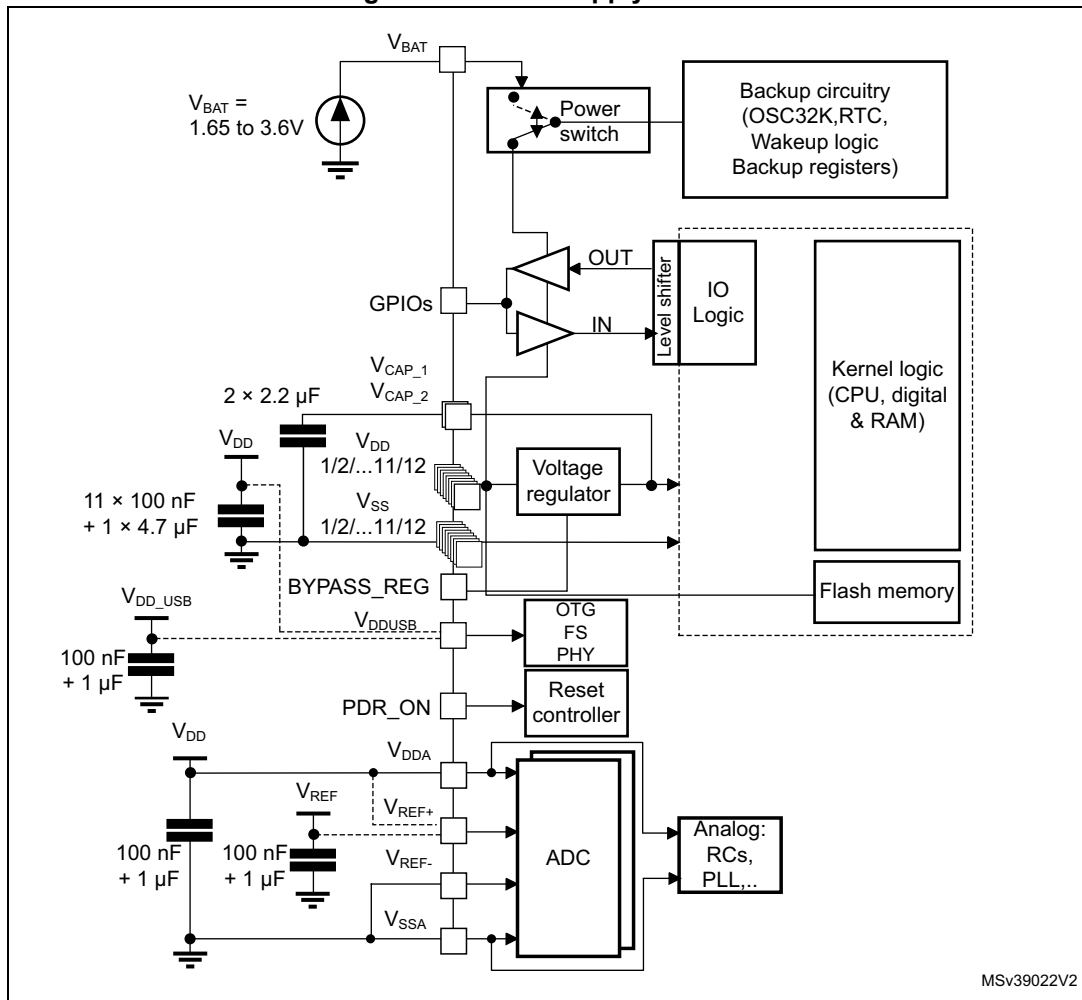 V_BAT
V_BAT =
1.65 to 3.6V
Power
switch
Backup circuitry
(OSC32K,RTC,
Wakeup logic
Backup registers)
OUT
GPIOs
IN
Level shifter
IO
Logic
Kernel logic
(CPU, digital
& RAM)
V_CAP_1
V_CAP_2
2 × 2.2 µF
V_DD
V_DD
1/2/...11/12
Voltage
regulator
11 × 100 nF
+ 1 × 4.7 µF
V_SS
1/2/...11/12
BYPASS_REG
Flash memory
V_DD_USB
V_DDUSB
OTG
FS
PHY
100 nF
+ 1 µF
PDR_ON
Reset
controller
V_DD
V_DDA
V_REF
V_REF+
100 nF
+ 1 µF
100 nF
+ 1 µF
V_REF-
ADC
Analog:
RCs,
PLL,..
V_SSA
MSv39022V2